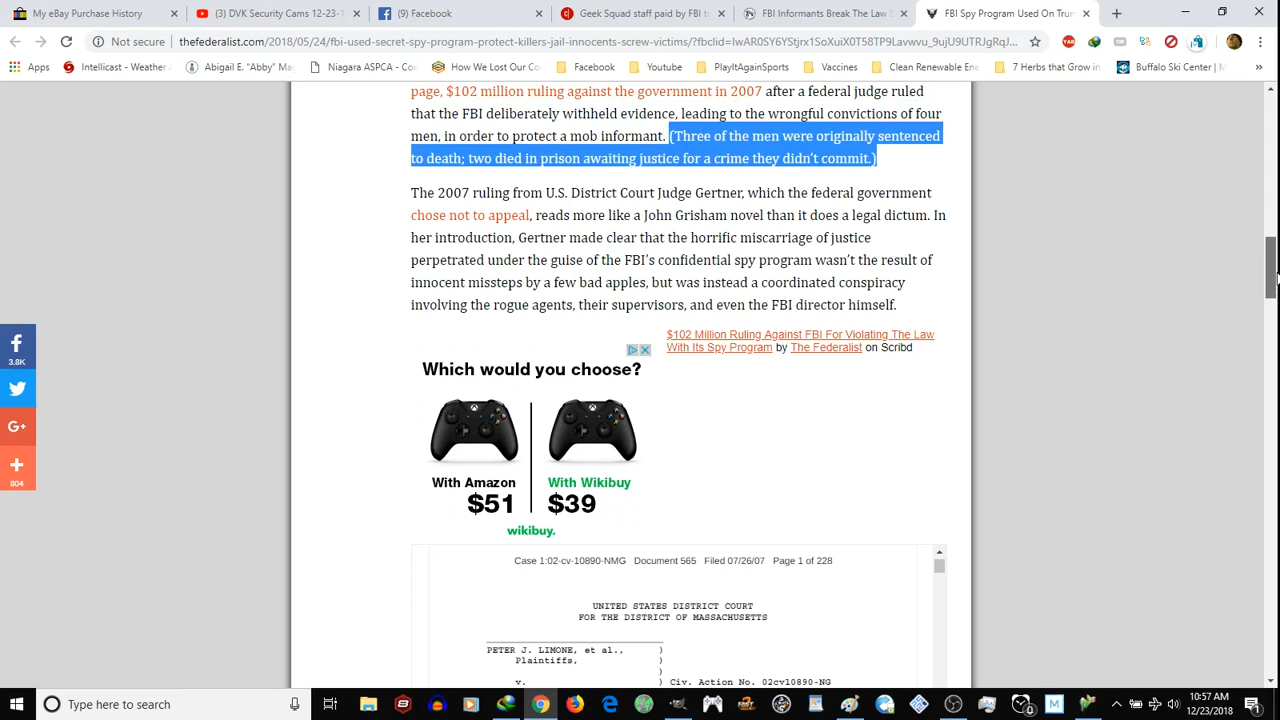 My eBay Purchase History
(3) DVK Security Cams 12-23-1
(9) Facebook
Geek Squad staff paid by FBI to
FBI Informants Break The Law
FBI Spy Program Used On Trum
Not secure
thefederalist.com/2018/05/24/fbi-used-secret-spy-program-protect-killers-jail-innocents-screw-victims/?fbclid=IwAR0SY6YStjrx1SoXuiX0T58TP9Lavwvu_9ujU9UTRJgRqJ...
Apps
Intellicast - Weather
Abigail E. "Abby" Mag
Niagara ASPCA - Con
How We Lost Our Co
Facebook
Youtube
PlayItAgainSports
Vaccines
Clean Renewable Ene
7 Herbs that Grow in
Buffalo Ski Center | M
page, $102 million ruling against the government in 2007 after a federal judge ruled
that the FBI deliberately withheld evidence, leading to the wrongful convictions of four
men, in order to protect a mob informant. (Three of the men were originally sentenced
to death; two died in prison awaiting justice for a crime they didn't commit.)
The 2007 ruling from U.S. District Court Judge Gertner, which the federal government
chose not to appeal, reads more like a John Grisham novel than it does a legal dictum. In
her introduction, Gertner made clear that the horrific miscarriage of justice
perpetrated under the guise of the FBI's confidential spy program wasn't the result of
innocent missteps by a few bad apples, but was instead a coordinated conspiracy
involving the rogue agents, their supervisors, and even the FBI director himself.
3.8K
G+
804
$102 Million Ruling Against FBI For Violating The Law
With Its Spy Program by The Federalist on Scribd
Which would you choose?
With Amazon
$51
With Wikibuy
$39
wikibuy.
Case 1:02-cv-10890-NMG Document 565 Filed 07/26/07 Page 1 of 228
UNITED STATES DISTRICT COURT
FOR THE DISTRICT OF MASSACHUSETTS
PETER J. LIMONE, et al., )
Plaintiffs, )
)
v. ) Civ. Action No. 02cv10890-NG
Type here to search
10:57 AM
12/23/2018